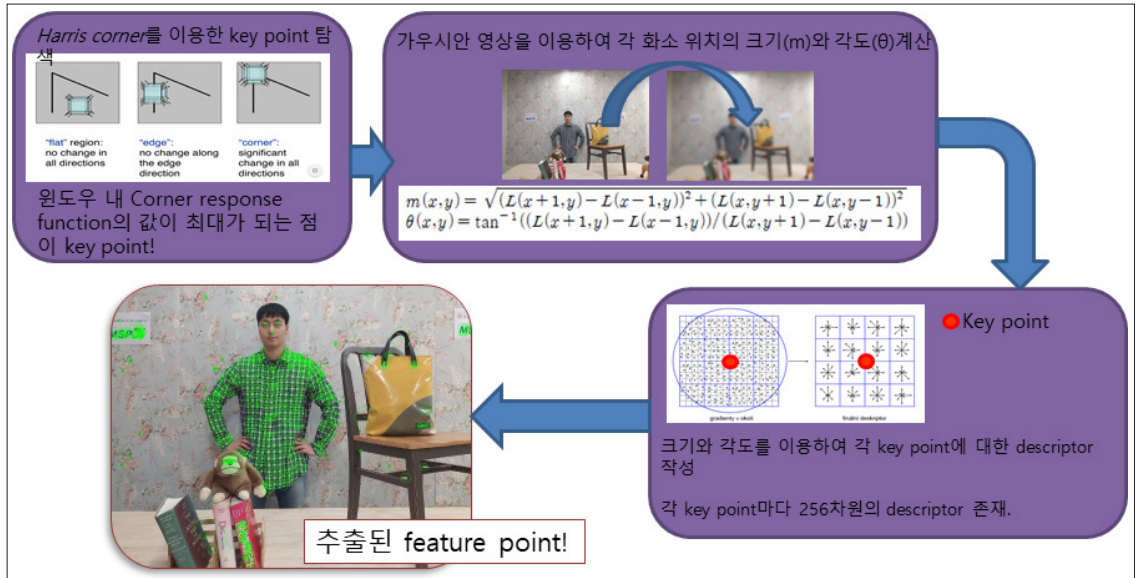 Harris corner를 이용한 key point 탐
색
"flat" region:
no change in
all directions
"edge":
no change along
the edge
direction
"corner":
significant
change in all
directions
윈도우 내 Corner response
function의 값이 최대가 되는 점
이 key point!
가우시안 영상을 이용하여 각 화소 위치의 크기(m)와 각도(θ)계산
m(x,y) = √(L(x+1,y)−L(x−1,y))²+(L(x,y+1)−L(x,y−1))²
θ(x,y) = tan⁻¹((L(x+1,y)−L(x−1,y))/(L(x,y+1)−L(x,y−1))
Key point
gradienty v okolí
finální deskriptor
크기와 각도를 이용하여 각 key point에 대한 descriptor
작성
각 key point마다 256차원의 descriptor 존재.
MSP
추출된 feature point!